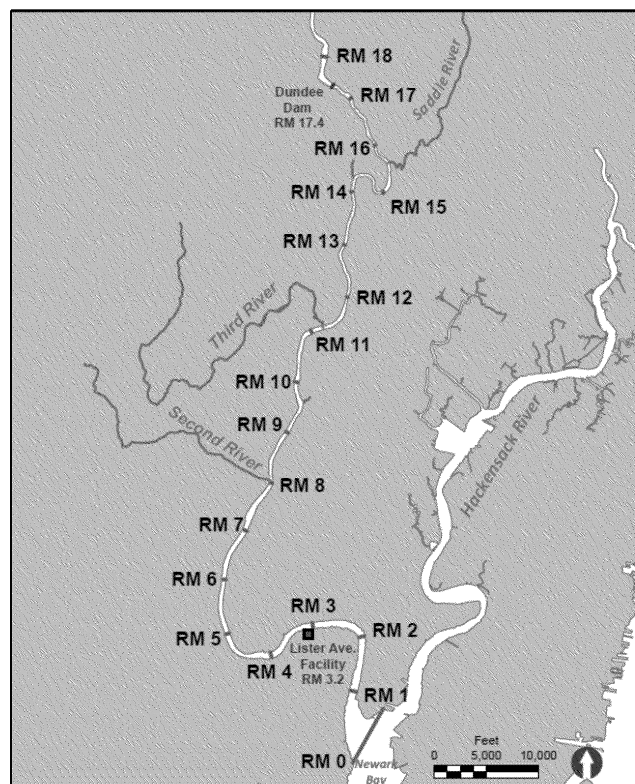 RM 18
Saddle River
Dundee
Dam
RM 17.4
RM 17
RM 16
RM 14
RM 15
RM 13
Third River
RM 12
RM 11
RM 10
Second River
RM 9
Hackensack River
RM 8
RM 7
RM 6
RM 3
RM 5
RM 2
Lister Ave.
Facility
RM 3.2
RM 4
RM 1
Feet
0 5,000 10,000
RM 0
Newark
Bay